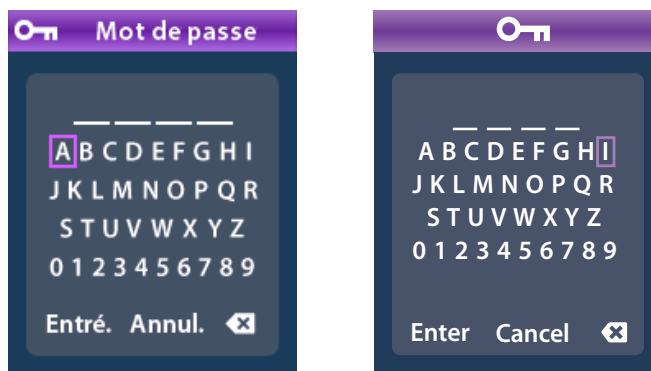 Mot de passe
_ _ _ _
A B C D E F G H I
J K L M N O P Q R
S T U V W X Y Z
0 1 2 3 4 5 6 7 8 9
Entré. Annul.
_ _ _ _
A B C D E F G H I
J K L M N O P Q R
S T U V W X Y Z
0 1 2 3 4 5 6 7 8 9
Enter Cancel